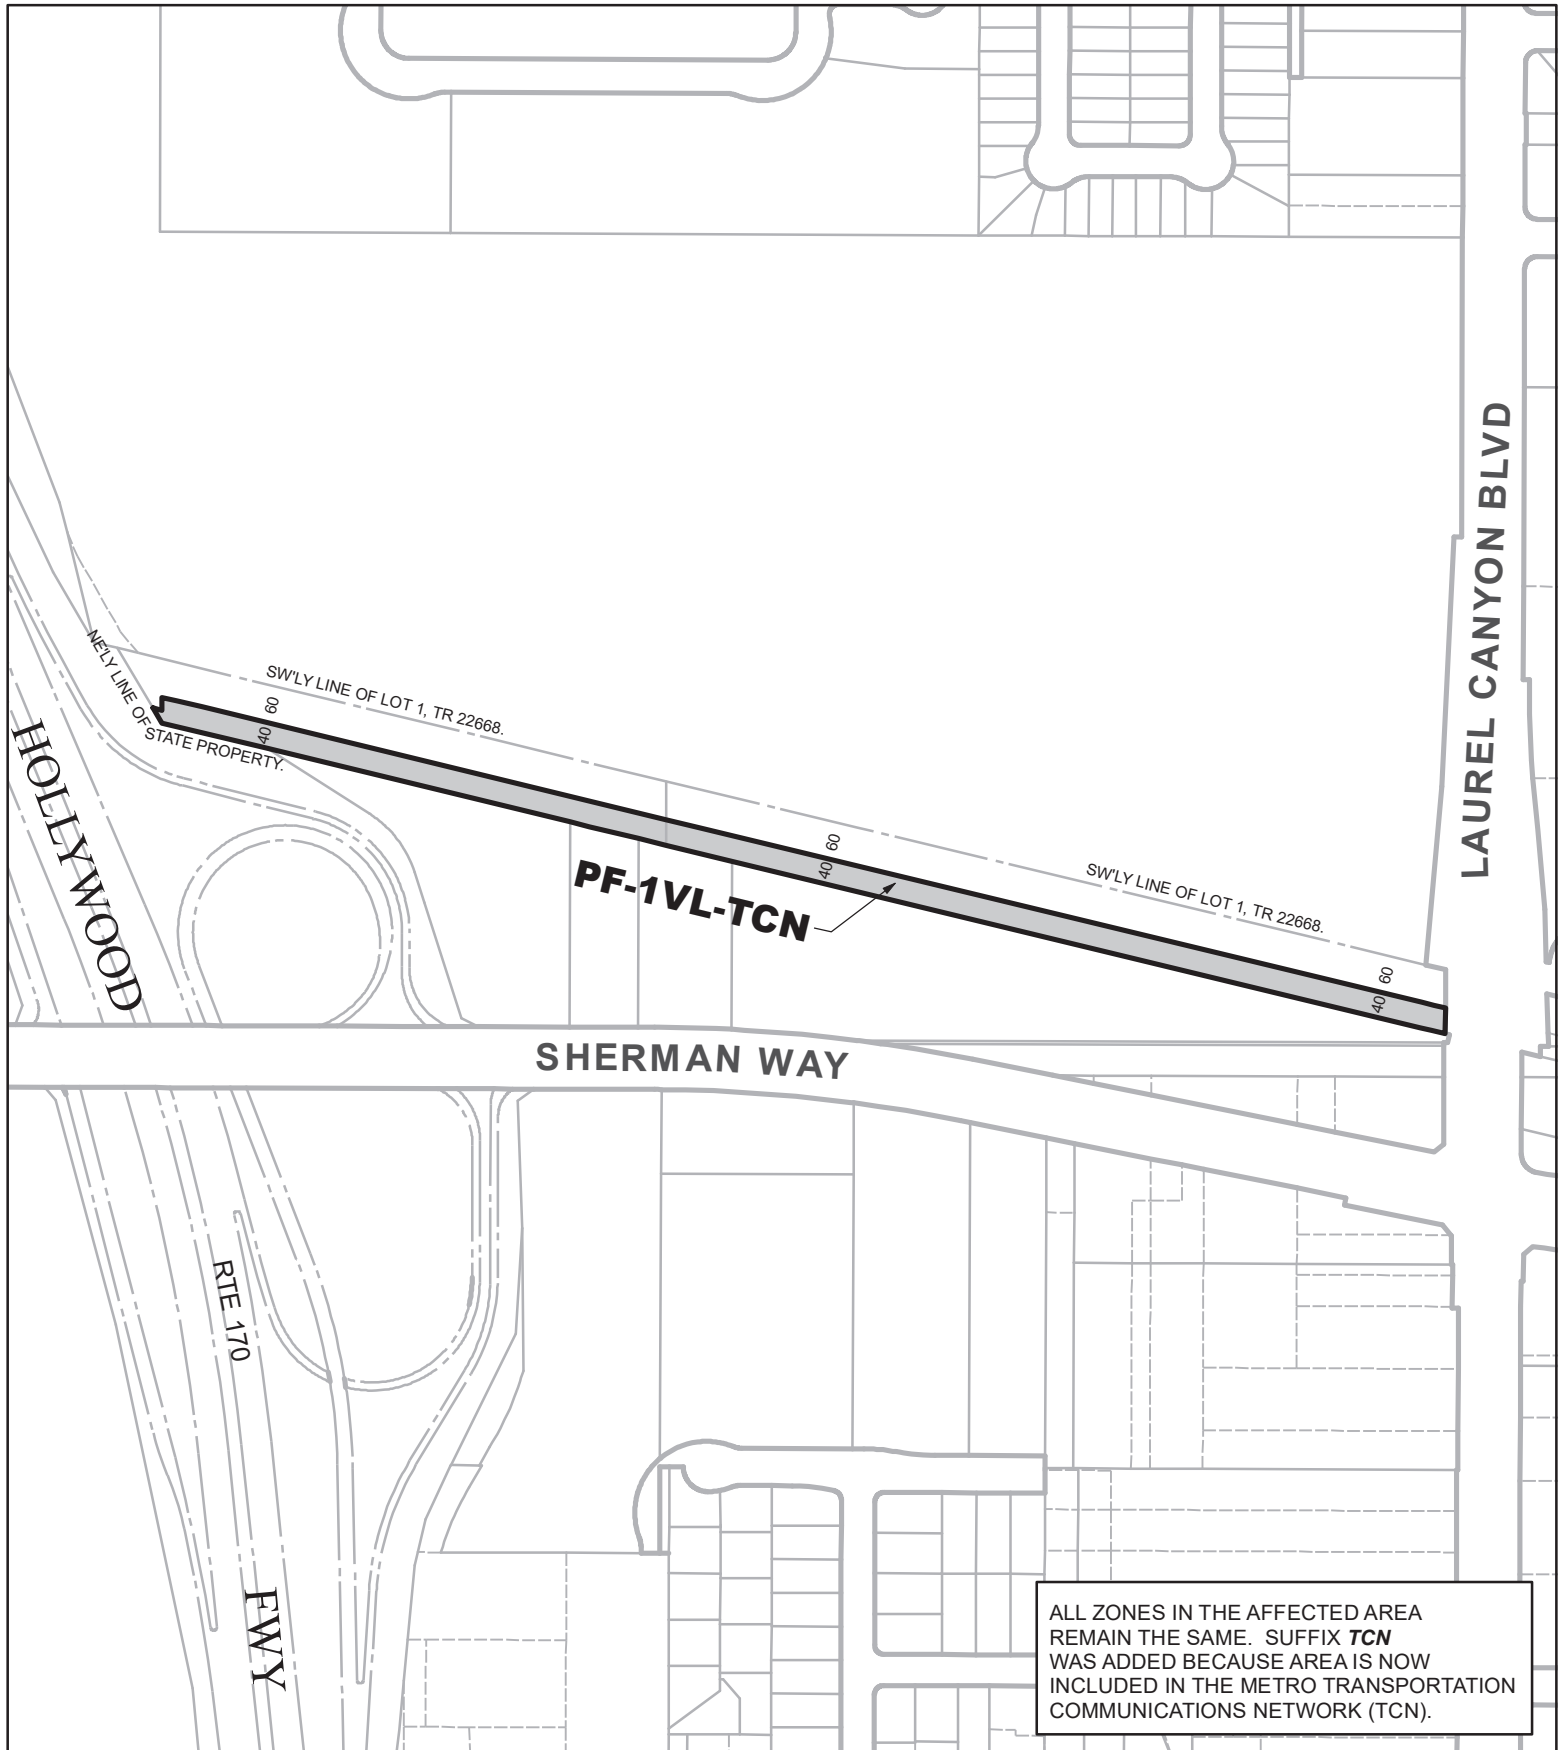 LAUREL CANYON BLVD
NE'LY LINE OF
STATE PROPERTY.
SW'LY LINE OF LOT 1, TR 22668.
60
40
HOLLYWOOD
60
40
PF-1VL-TCN
SW'LY LINE OF LOT 1, TR 22668.
60
40
SHERMAN WAY
RTE 170
FWY
ALL ZONES IN THE AFFECTED AREA
REMAIN THE SAME. SUFFIX TCN
WAS ADDED BECAUSE AREA IS NOW
INCLUDED IN THE METRO TRANSPORTATION
COMMUNICATIONS NETWORK (TCN).